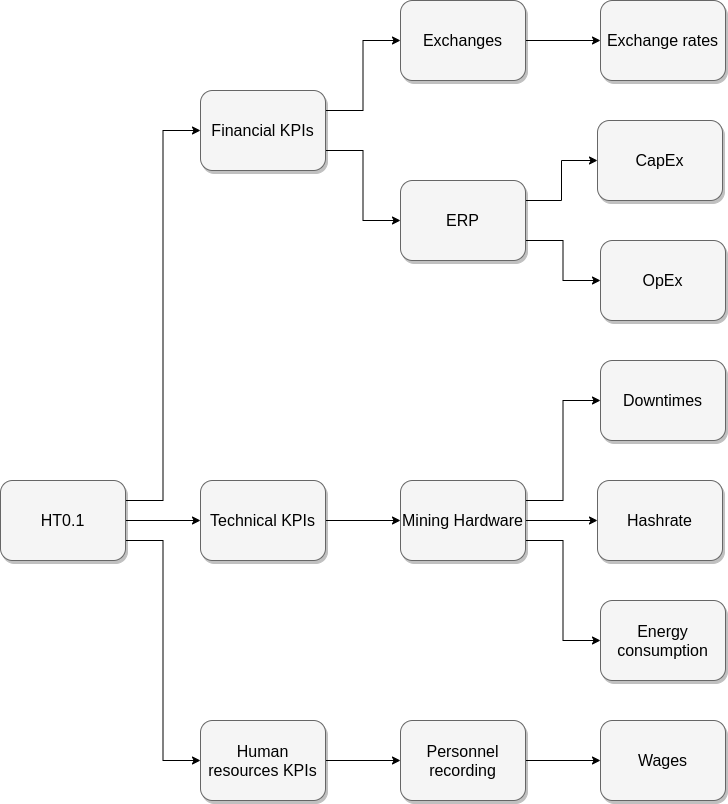 Exchanges
Exchange rates
Financial KPIs
CapEx
ERP
OpEx
Downtimes
HT0.1
Technical KPIs
Mining Hardware
Hashrate
Energy
consumption
Human
resources KPIs
Personnel
recording
Wages